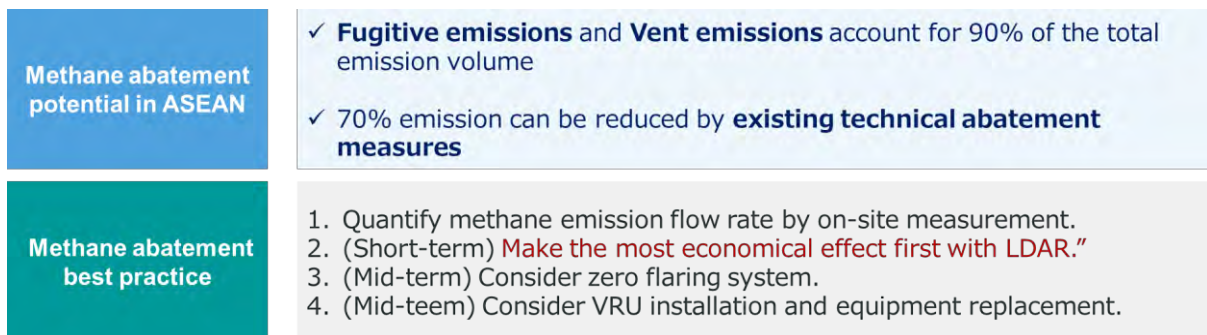 Methane abatement
potential in ASEAN
✓ Fugitive emissions and Vent emissions account for 90% of the total
emission volume
✓ 70% emission can be reduced by existing technical abatement
measures
Methane abatement
best practice
1. Quantify methane emission flow rate by on-site measurement.
2. (Short-term) Make the most economical effect first with LDAR.”
3. (Mid-term) Consider zero flaring system.
4. (Mid-teem) Consider VRU installation and equipment replacement.